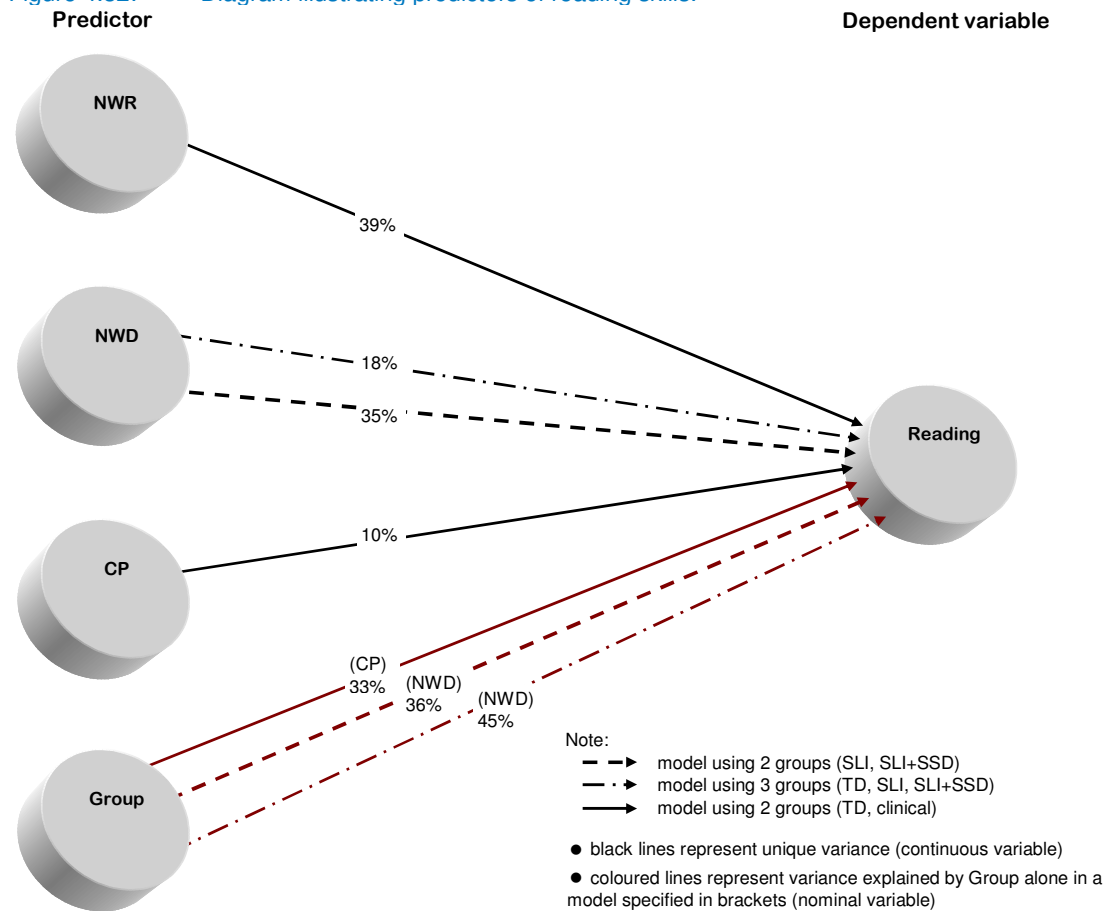 Predictor
Dependent variable
NWR
39%
NWD
18%
35%
Reading
10%
CP
(CP)
33%
(NWD)
36%
(NWD)
45%
Group
Note:
model using 2 groups (SLI, SLI+SSD)
model using 3 groups (TD, SLI, SLI+SSD)
model using 2 groups (TD, clinical)
● black lines represent unique variance (continuous variable)
● coloured lines represent variance explained by Group alone in a
model specified in brackets (nominal variable)